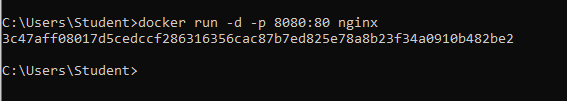 C:\Users\Student>docker run -d -p 8080:80 nginx
3c47aff08017d5cedccf286316356cac87b7ed825e78a8b23f34a0910b482be2
C:\Users\Student>